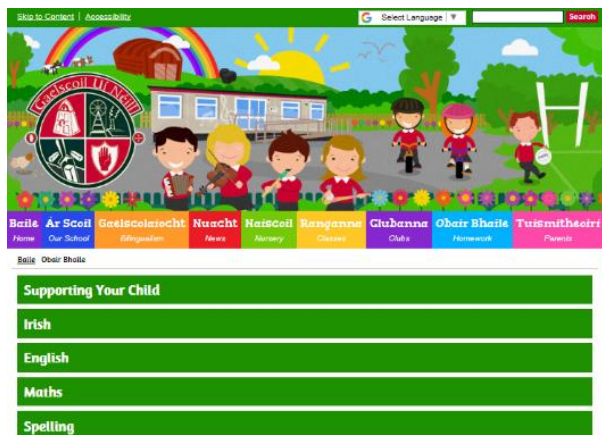 Skip to Content | Accessibility
Select Language ▼
Search
Gaelscoil Uí Néill
Baile Ár Scoil Gaelscolaíocht Nuacht Naíscoil Ranganna Clubanna Obair Bhaile Tuismitheoirí
Home Our School Bilingualism News Nursery Classes Clubs Homework Parents
Baile Obair Bhaile
Supporting Your Child
Irish
English
Maths
Spelling